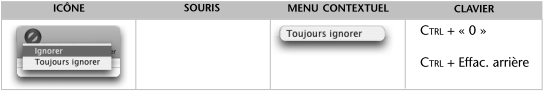 ICÔNE SOURIS MENU CONTEXTUEL CLAVIER
Ignorer
Toujours ignorer
Toujours ignorer
CTRL + « 0 »
CTRL + Effac. arrière